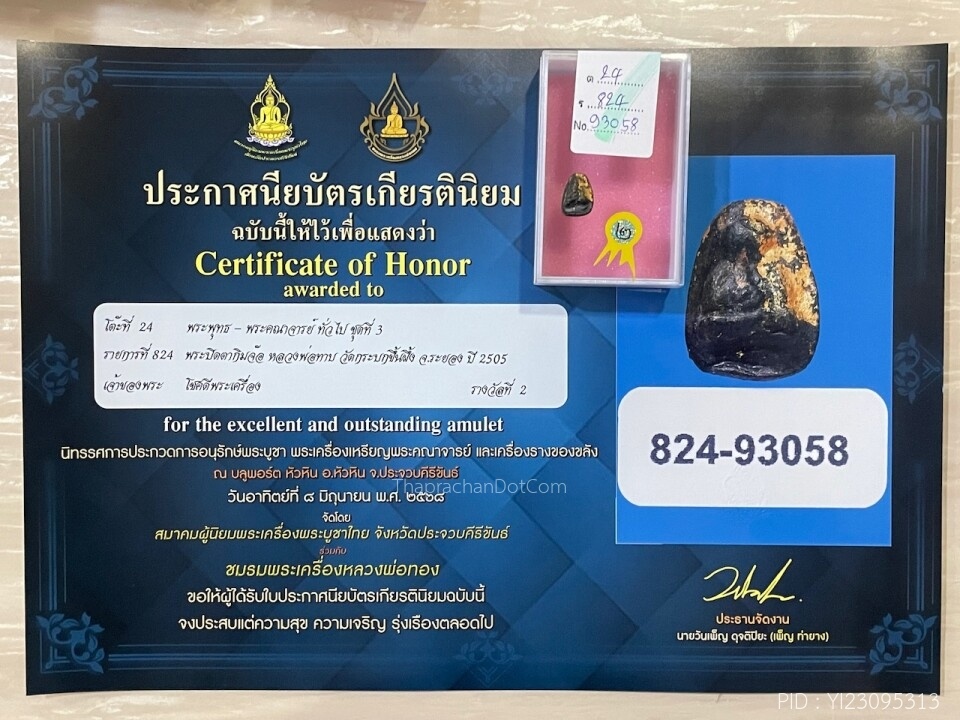 ประกาศนียบัตรเกียรตินิยม
ฉบับนี้ให้ไว้เพื่อแสดงว่า
Certificate of Honor
awarded to
โต๊ะที่ 24 พระพุทธ - พระคณาจารย์ ทั่วไป ชุดที่ 3
รายการที่ 824 พระปิดตากิมจ้อ หลวงพ่อทาบ วัดกระบกขึ้นผึ้ง จ.ระยอง ปี 2505
เจ้าของพระ โชคดีพระเครื่อง รางวัลที่ 2
for the excellent and outstanding amulet
นิทรรศการประกวดการอนุรักษ์พระบูชา พระเครื่องเหรียญพระคณาจารย์ และเครื่องรางของขลัง
ณ บลูพอร์ต หัวหิน อ.หัวหิน จ.ประจวบคีรีขันธ์
วันอาทิตย์ที่ ๘ มิถุนายน พ.ศ. ๒๕๖๘
ThaprachanDotCom
จัดโดย
สมาคมผู้นิยมพระเครื่องพระบูชาไทย จังหวัดประจวบคีรีขันธ์
ร่วมกับ
ชมรมพระเครื่องหลวงพ่อทอง
ขอให้ผู้ได้รับใบประกาศนียบัตรเกียรตินิยมฉบับนี้
จงประสบแต่ความสุข ความเจริญ รุ่งเรืองตลอดไป
ต 24
ร 824
No. 93058
824-93058
ประธานจัดงาน
นายวันเพ็ญ ดุจดิปิยะ (เพ็ญ ท่ายาง)
PID : YI23095313